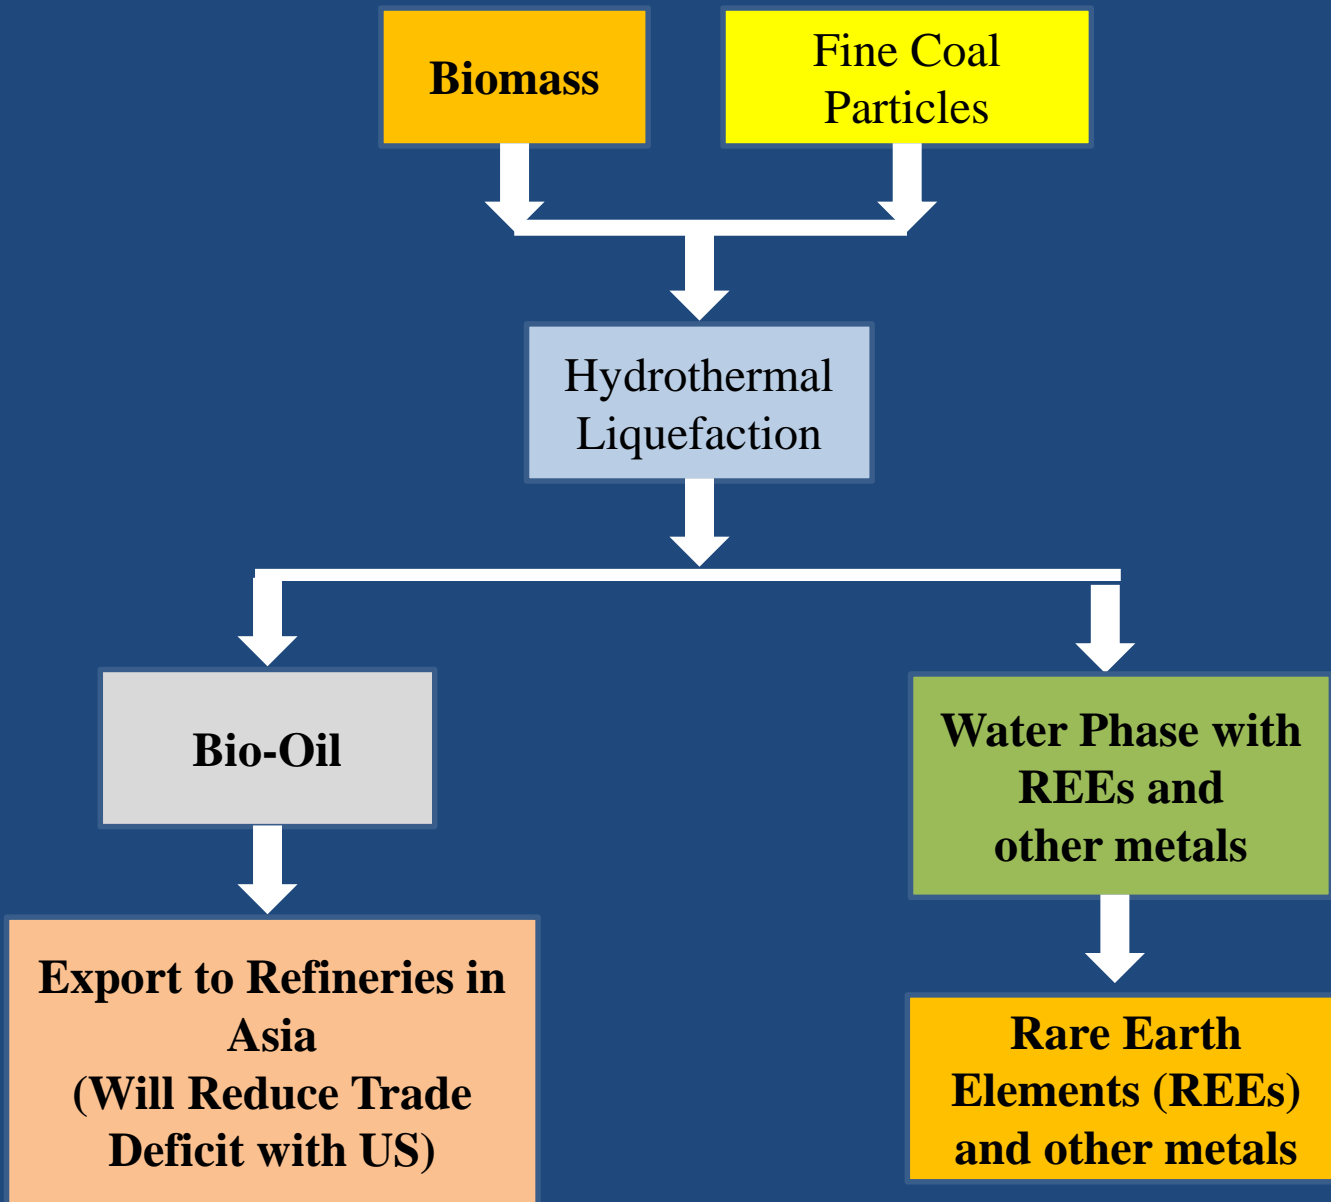 Biomass
Fine Coal
Particles
Hydrothermal
Liquefaction
Bio-Oil
Water Phase with
REEs and
other metals
Export to Refineries in
Asia
(Will Reduce Trade
Deficit with US)
Rare Earth
Elements (REEs)
and other metals